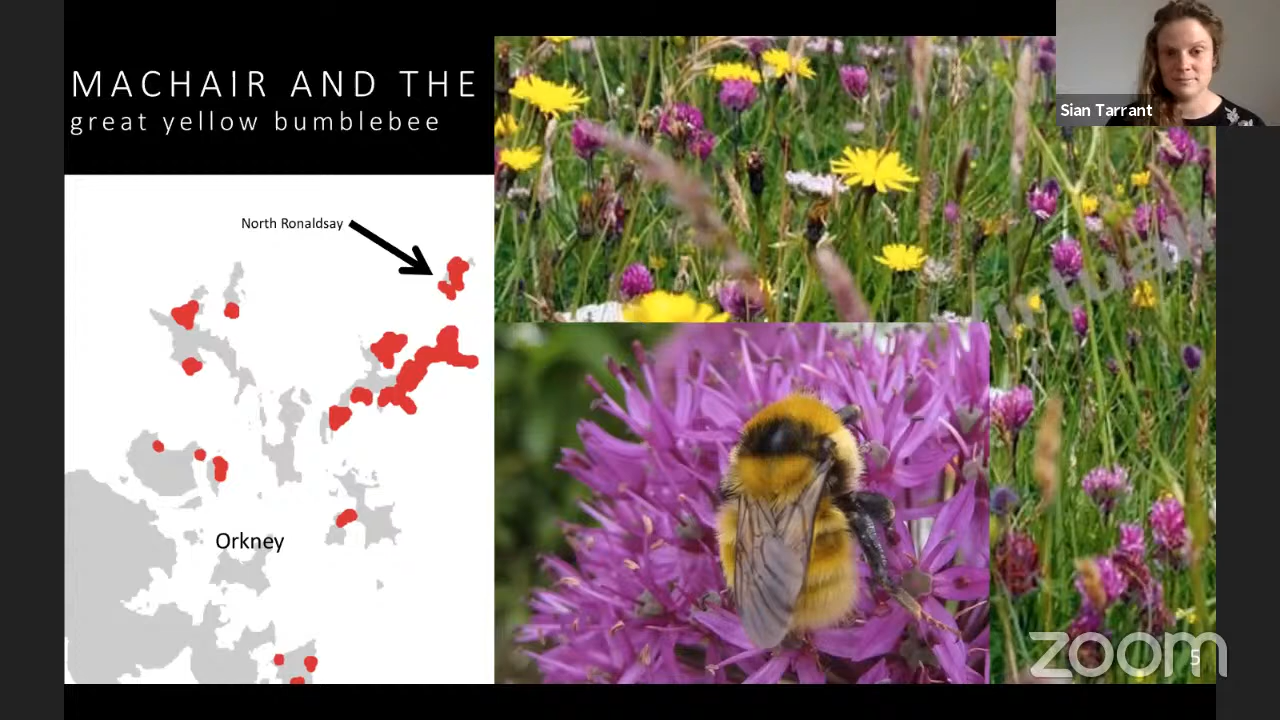 MACHAIR AND THE
great yellow bumblebee
Sian Tarrant
North Ronaldsay
Orkney
zoom
5